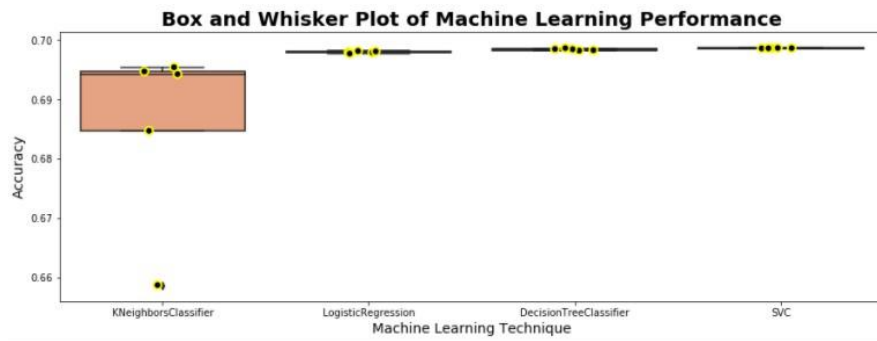 Box and Whisker Plot of Machine Learning Performance
0.70
0.69
0.68
0.67
0.66
Accuracy
KNeighborsClassifier LogisticRegression DecisionTreeClassifier SVC
Machine Learning Technique